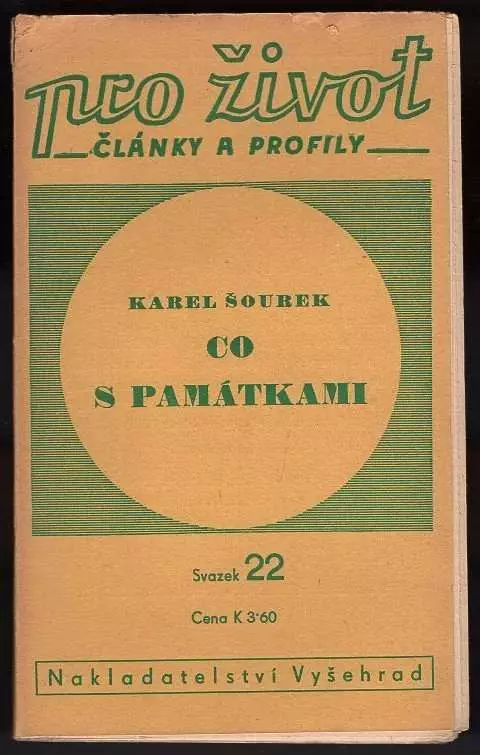 pro život
ČLÁNKY A PROFILY
KAREL ŠOUREK
CO
S PAMÁTKAMI
Svazek 22
Cena K 3·60
Nakladatelství Vyšehrad